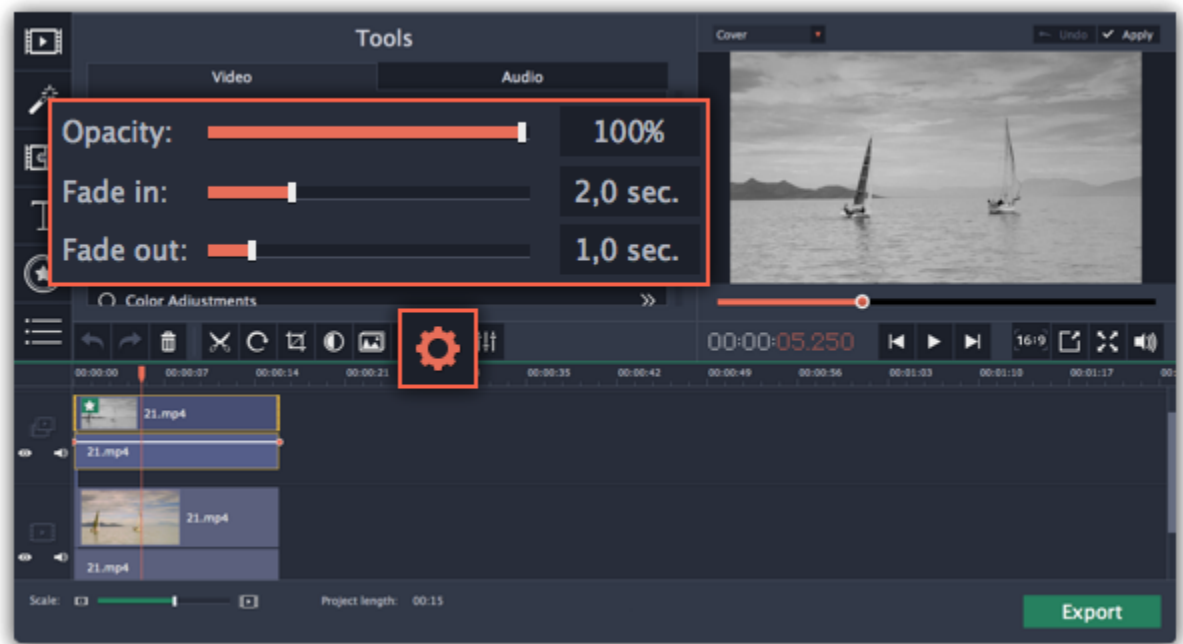 Tools
Cover
Undo
Apply
Video
Audio
Opacity:
100%
Fade in:
2,0 sec.
Fade out:
1,0 sec.
Color Adjustments
00:00:05.250
16:9
00:00:00 00:00:07 00:00:14 00:00:21 00:00:35 00:00:42 00:00:49 00:00:56 00:01:03 00:01:10 00:01:17
21.mp4
21.mp4
21.mp4
21.mp4
Scale:
Project length: 00:15
Export